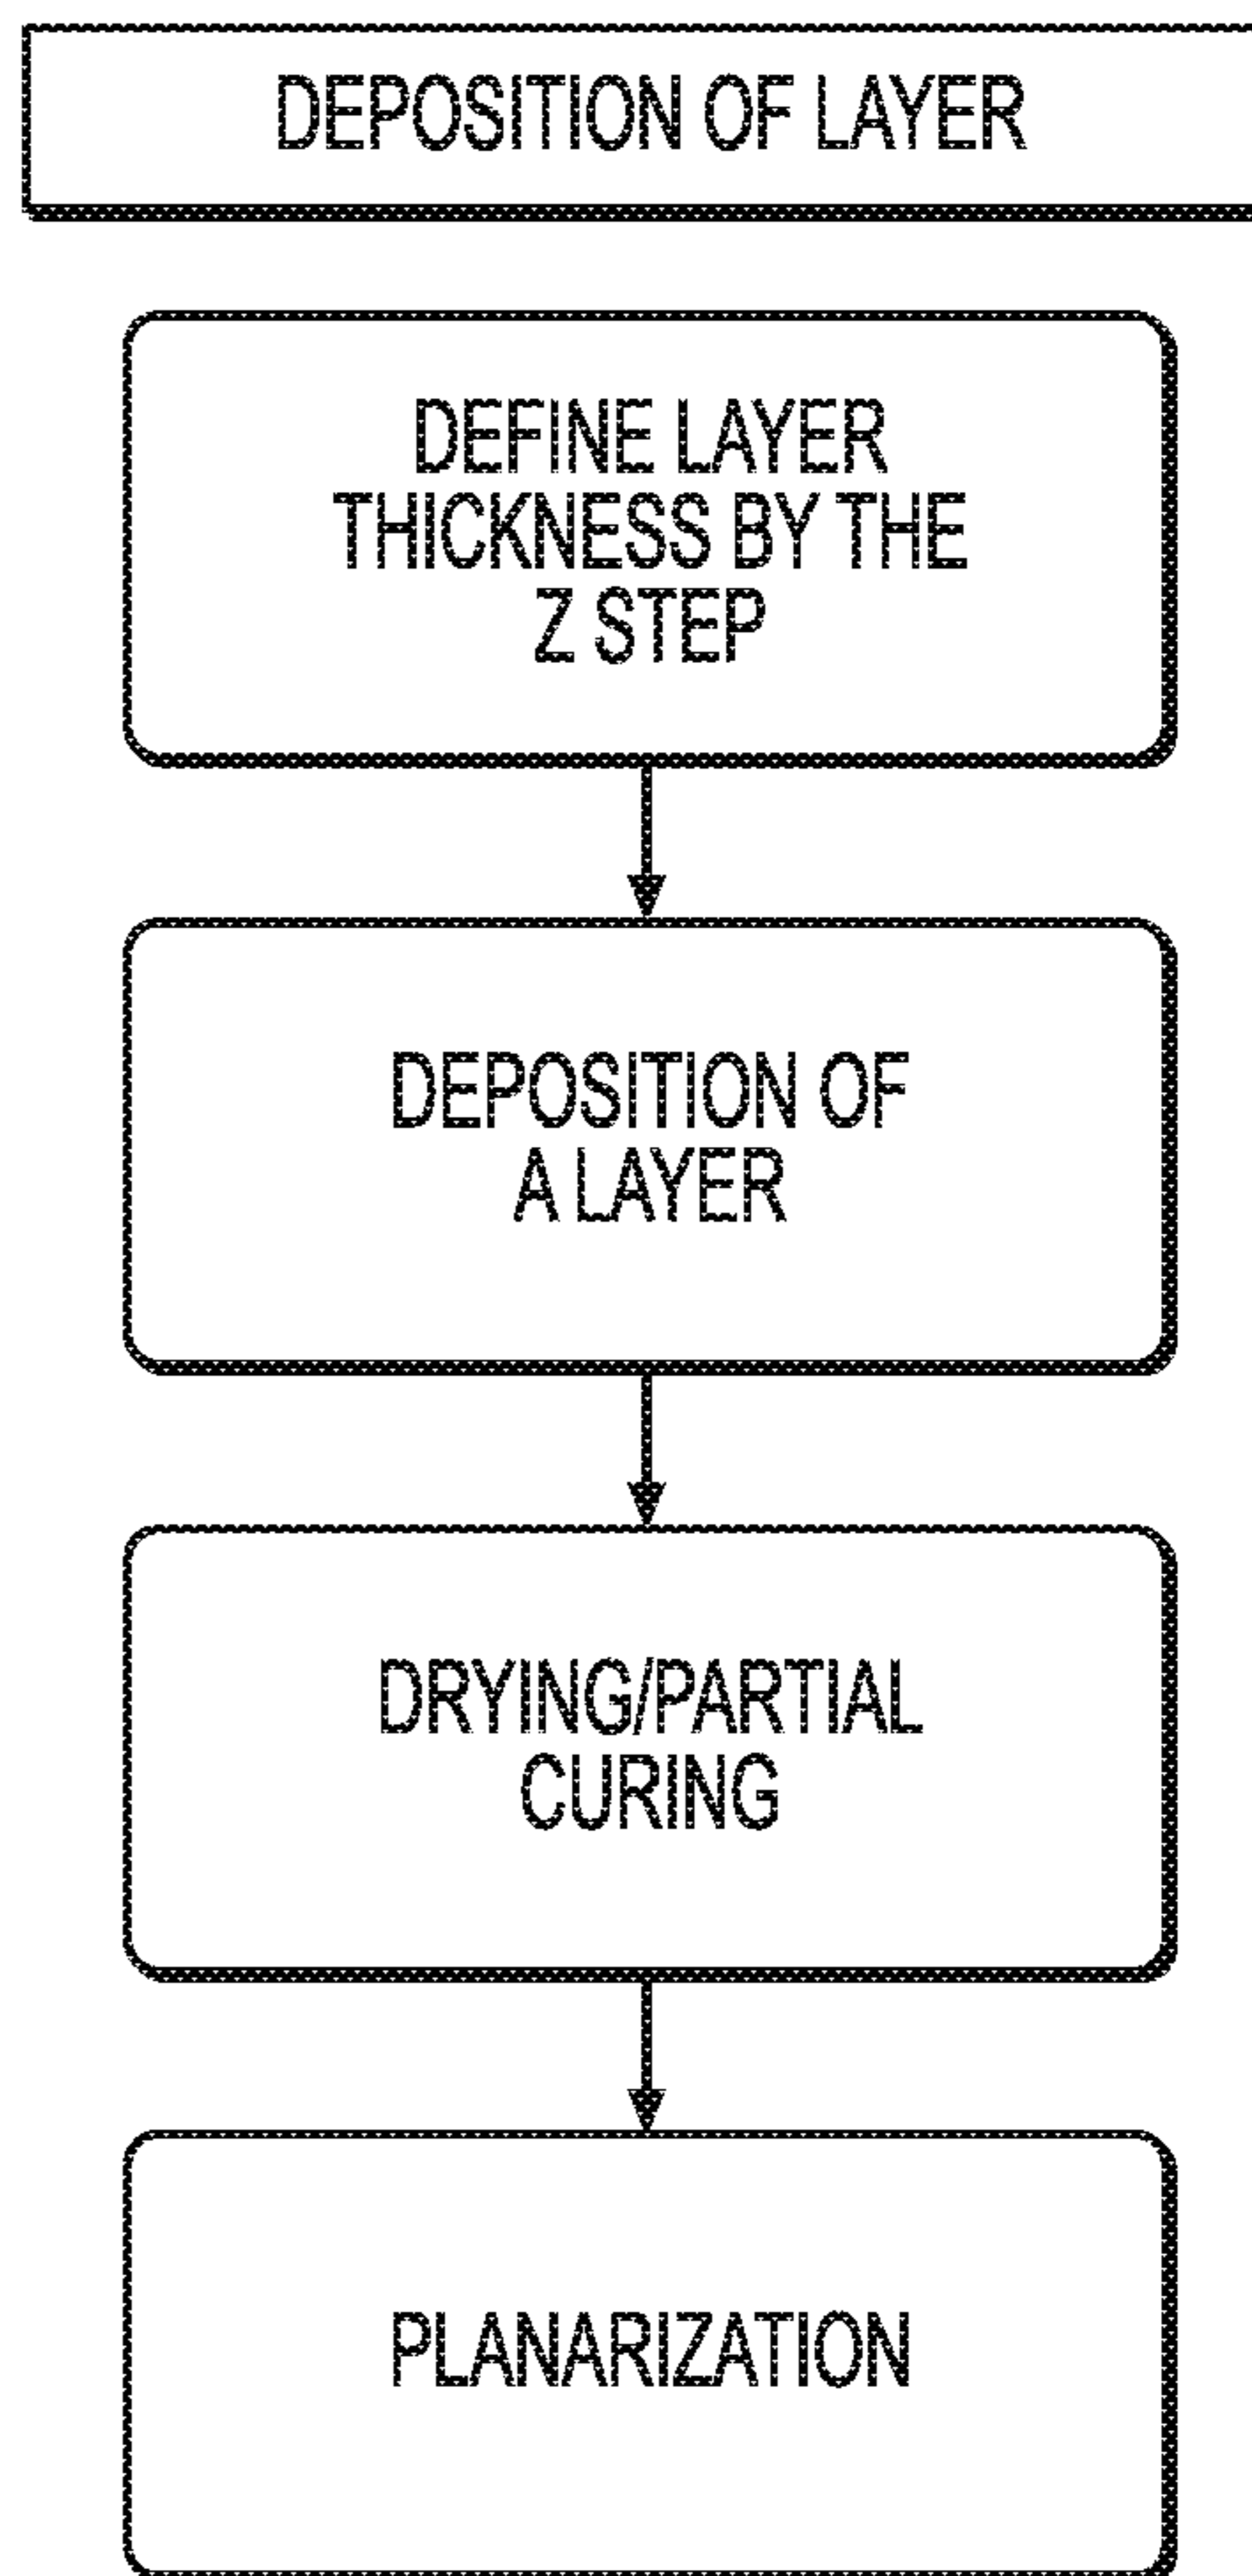 DEPOSITION OF LAYER
DEFINE LAYER
THICKNESS BY THE
Z STEP
DEPOSITION OF
A LAYER
DRYING/PARTIAL
CURING
PLANARIZATION